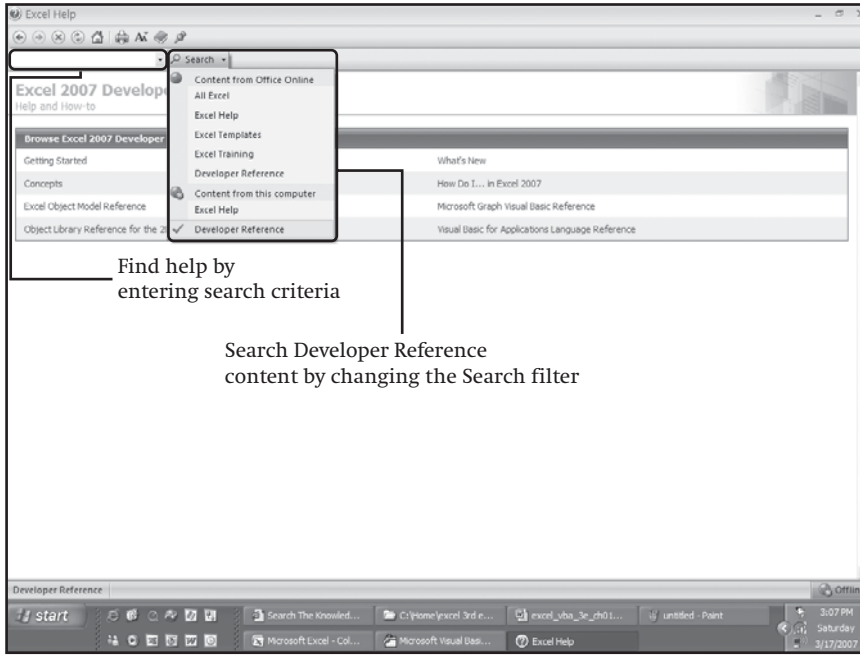 Excel Help
Search
Content from Office Online
All Excel
Excel Help
Excel Templates
Excel Training
Developer Reference
Content from this computer
Excel Help
Developer Reference
Excel 2007 Develop
Help and How-to
Browse Excel 2007 Developer
Getting Started
What's New
Concepts
How Do I... in Excel 2007
Excel Object Model Reference
Microsoft Graph Visual Basic Reference
Object Library Reference for the 2
Visual Basic for Applications Language Reference
Find help by
entering search criteria
Search Developer Reference
content by changing the Search filter
Developer Reference
Offlin
start
Search The Knowled...
C:\Home\excel 3rd e...
excel_vba_3e_ch01...
untitled - Paint
3:07 PM
Saturday
Microsoft Excel - Col...
Microsoft Visual Basi...
Excel Help
3/17/2007